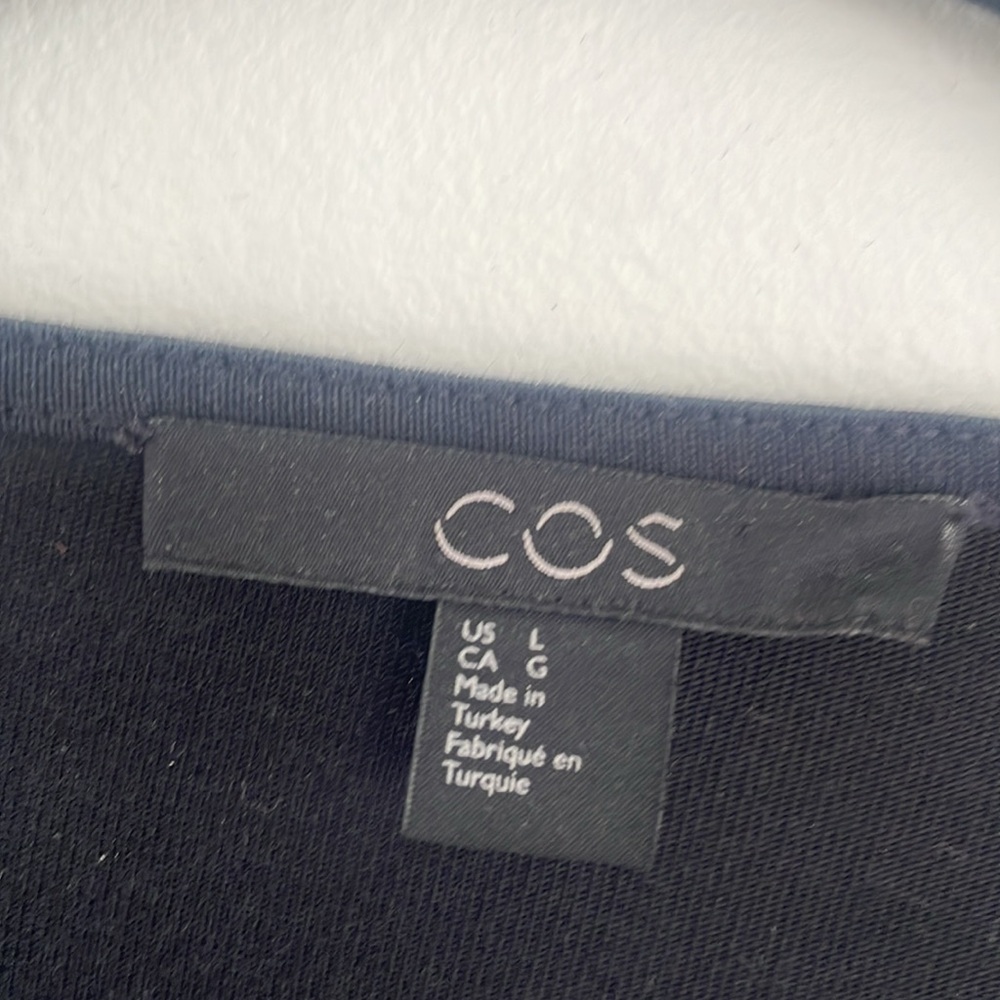 COS
US L
CA G
Made in
Turkey
Fabriqué en
Turquie